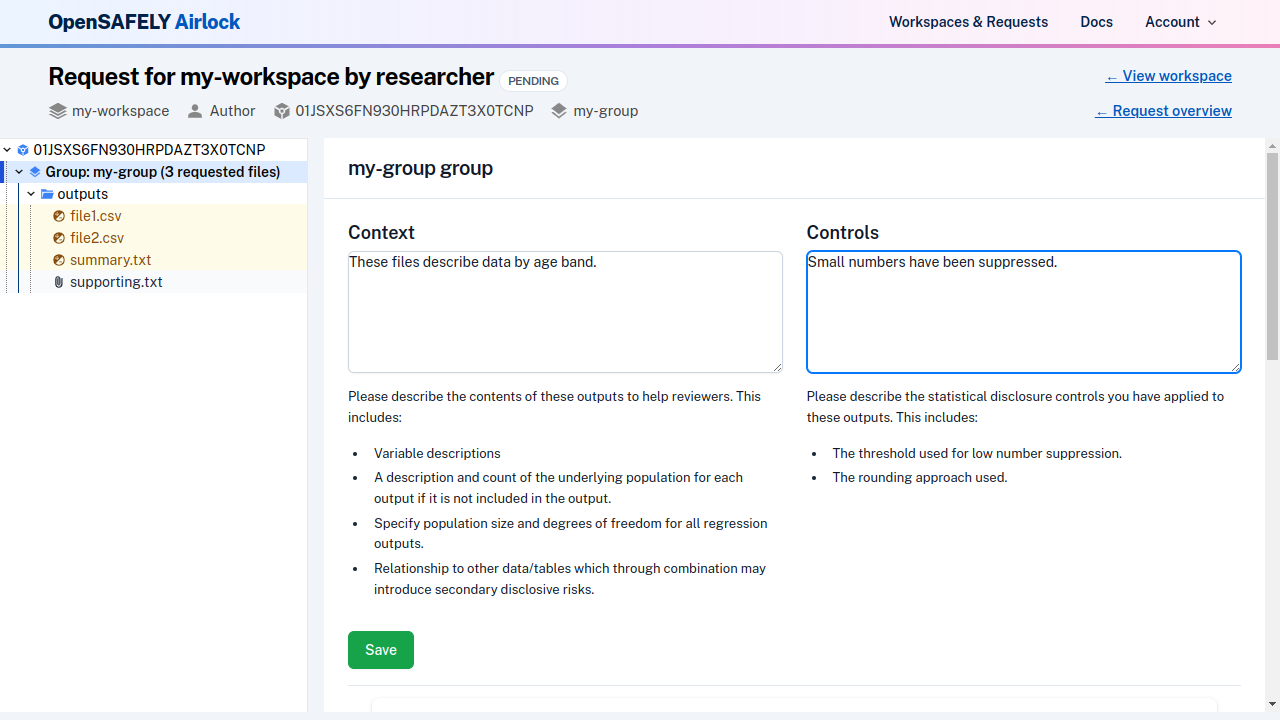 OpenSAFELY Airlock
Workspaces & Requests
Docs
Account
Request for my-workspace by researcher
PENDING
← View workspace
my-workspace
Author
01JSXS6FN930HRPDAZT3X0TCNP
my-group
← Request overview
01JSXS6FN930HRPDAZT3X0TCNP
Group: my-group (3 requested files)
outputs
file1.csv
file2.csv
summary.txt
supporting.txt
my-group group
Context
These files describe data by age band.
Please describe the contents of these outputs to help reviewers. This
includes:
Variable descriptions
A description and count of the underlying population for each
output if it is not included in the output.
Specify population size and degrees of freedom for all regression
outputs.
Relationship to other data/tables which through combination may
introduce secondary disclosive risks.
Controls
Small numbers have been suppressed.
Please describe the statistical disclosure controls you have applied to
these outputs. This includes:
The threshold used for low number suppression.
The rounding approach used.
Save